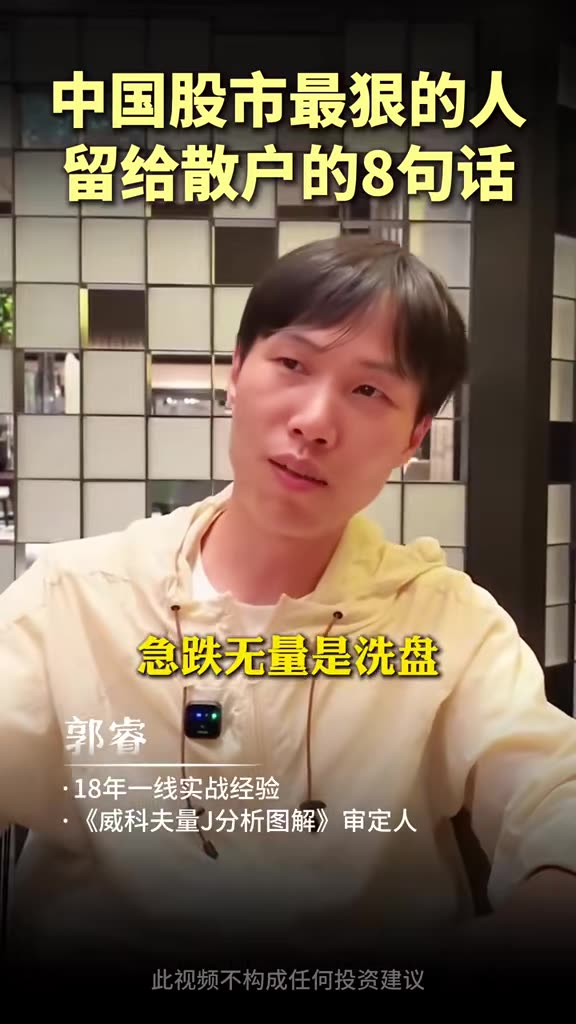 中国股市最狠的人
留给散户的8句话
急跌无量是洗盘
郭睿
·18年一线实战经验
·《威科夫量J分析图解》审定人
此视频不构成任何投资建议